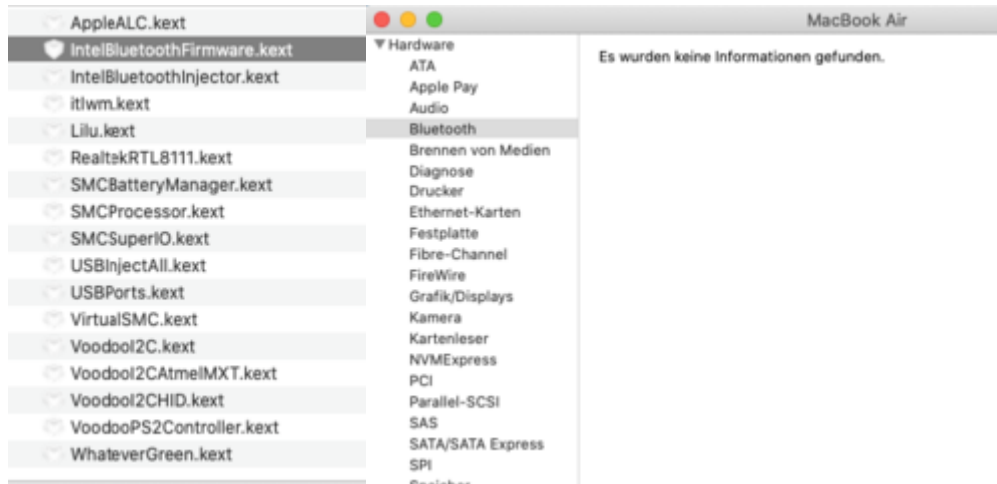 AppleALC.kext
IntelBluetoothFirmware.kext
IntelBluetoothInjector.kext
itlwm.kext
Lilu.kext
RealtekRTL8111.kext
SMCBatteryManager.kext
SMCProcessor.kext
SMCSuperIO.kext
USBInjectAll.kext
USBPorts.kext
VirtualSMC.kext
VoodooI2C.kext
VoodooI2CAtmelMXT.kext
VoodooI2CHID.kext
VoodooPS2Controller.kext
WhateverGreen.kext
MacBook Air
Hardware
ATA
Apple Pay
Audio
Bluetooth
Brennen von Medien
Diagnose
Drucker
Ethernet-Karten
Festplatte
Fibre-Channel
FireWire
Grafik/Displays
Kamera
Kartenleser
NVMExpress
PCI
Parallel-SCSI
SAS
SATA/SATA Express
SPI
Es wurden keine Informationen gefunden.